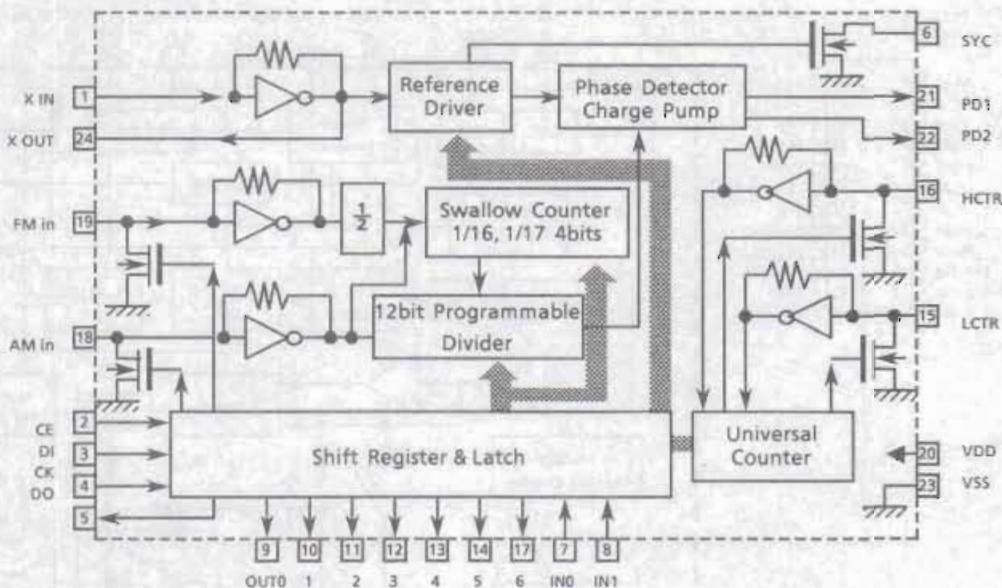 6
SYC
X IN 1
Reference
Driver
Phase Detector
Charge Pump
21
PD1
X OUT 24
22
PD2
16
HCTR
FM in 19
1/2
Swallow Counter
1/16, 1/17 4bits
15
LCTR
AM in 18
12bit Programmable
Divider
CE 2
DI 3
CK 4
DO 5
Shift Register & Latch
Universal
Counter
20 VDD
23 VSS
9 10 11 12 13 14 17 7 8
OUT0 1 2 3 4 5 6 IN0 IN1